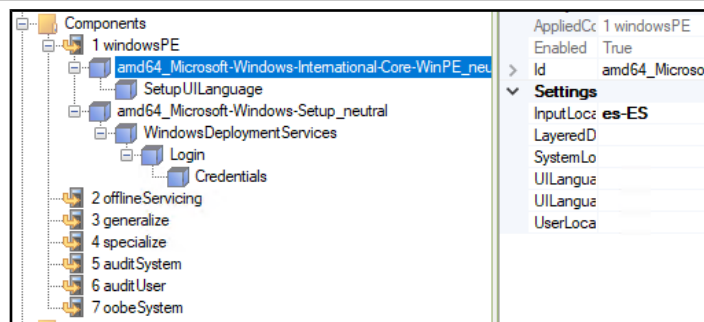 Components
1 windowsPE
amd64_Microsoft-Windows-International-Core-WinPE_neu
SetupUILanguage
amd64_Microsoft-Windows-Setup_neutral
WindowsDeploymentServices
Login
Credentials
2 offlineServicing
3 generalize
4 specialize
5 auditSystem
6 auditUser
7 oobeSystem
AppliedCc 1 windowsPE
Enabled True
Id amd64_Microso
Settings
InputLoca es-ES
LayeredD
SystemLo
UILangua
UILangua
UserLoca